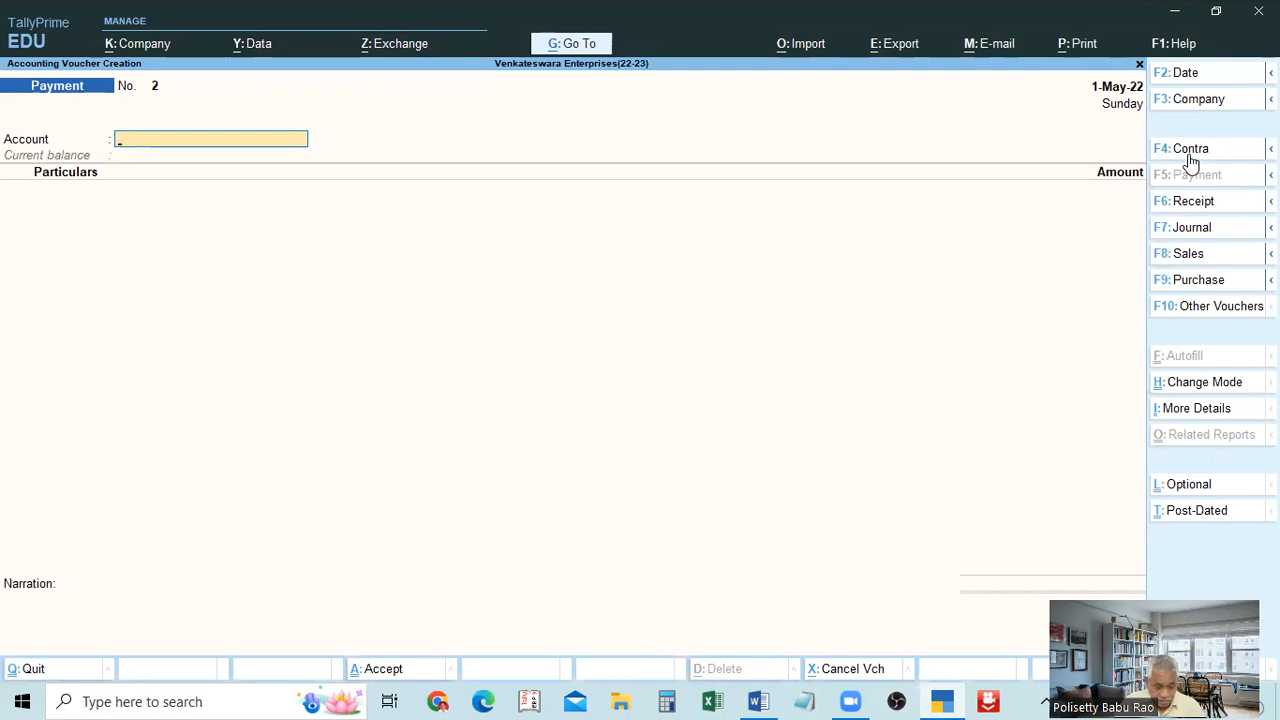 TallyPrime
EDU
MANAGE
K: Company
Y: Data
Z: Exchange
G: Go To
O: Import
E: Export
M: E-mail
P: Print
F1: Help
Accounting Voucher Creation
Venkateswara Enterprises(22-23)
Payment No. 2
1-May-22
Sunday
Account :
Current balance :
Particulars
Amount
Narration:
F2: Date
F3: Company
F4: Contra
F5: Payment
F6: Receipt
F7: Journal
F8: Sales
F9: Purchase
F10: Other Vouchers
F: Autofill
H: Change Mode
I: More Details
O: Related Reports
L: Optional
T: Post-Dated
Q: Quit
A: Accept
D: Delete
X: Cancel Vch
Type here to search
Polisetty Babu Rao